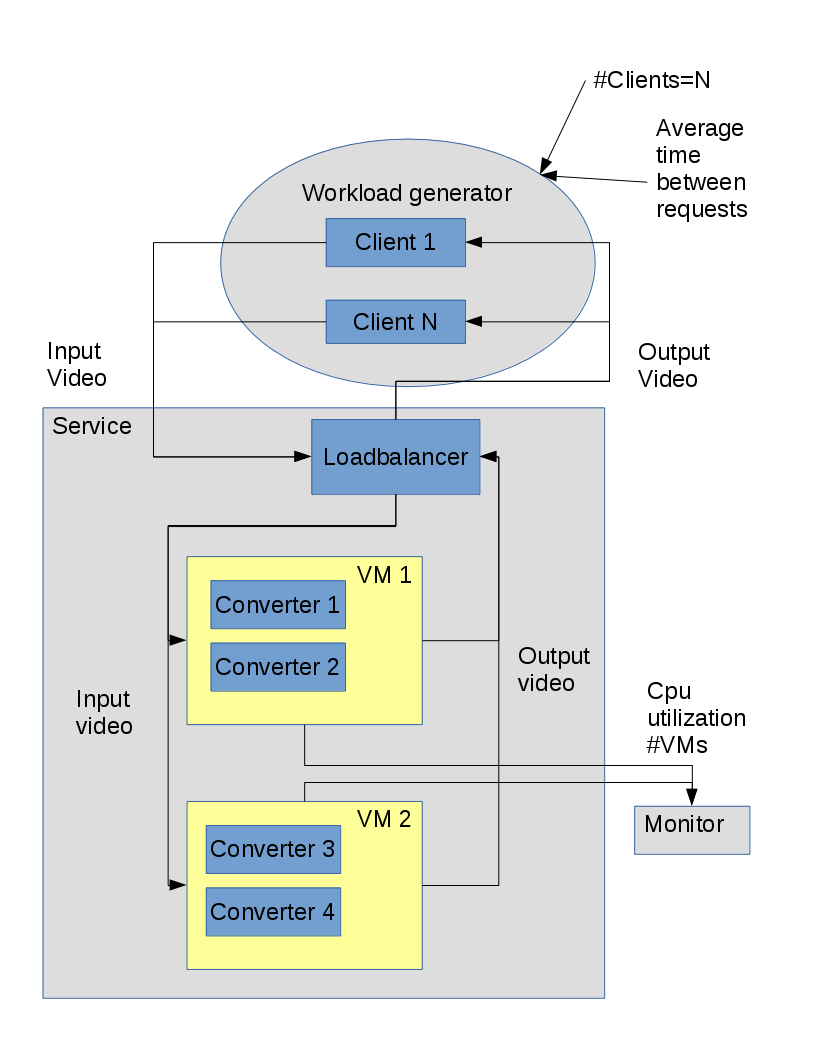 #Clients=N
Average
time
between
requests
Workload generator
Client 1
Client N
Input
Video
Output
Video
Service
Loadbalancer
VM 1
Converter 1
Converter 2
Output
video
Input
video
Cpu
utilization
#VMs
Monitor
VM 2
Converter 3
Converter 4